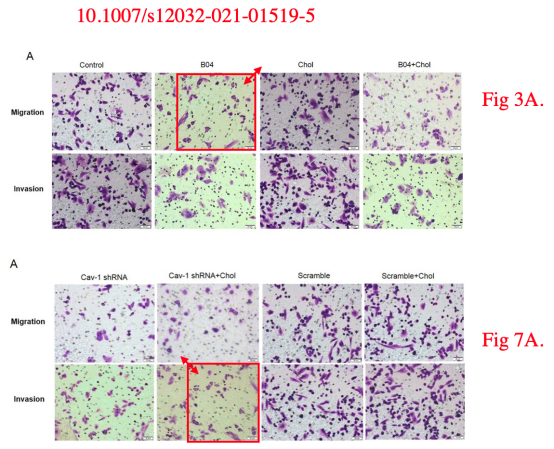 10.1007/s12032-021-01519-5
A
Control B04 Chol B04+Chol
Migration
Fig 3A.
Invasion
A
Cav-1 shRNA Cav-1 shRNA+Chol Scramble Scramble+Chol
Migration
Fig 7A.
Invasion